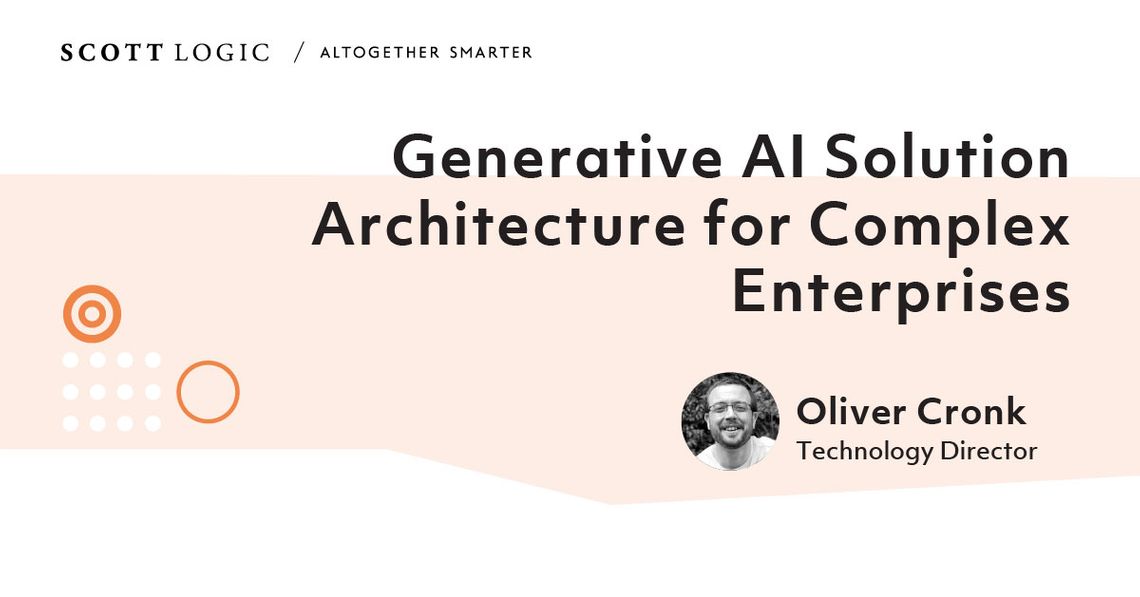 SCOTT LOGIC / ALTOGETHER SMARTER
Generative AI Solution
Architecture for Complex
Enterprises
Oliver Cronk
Technology Director